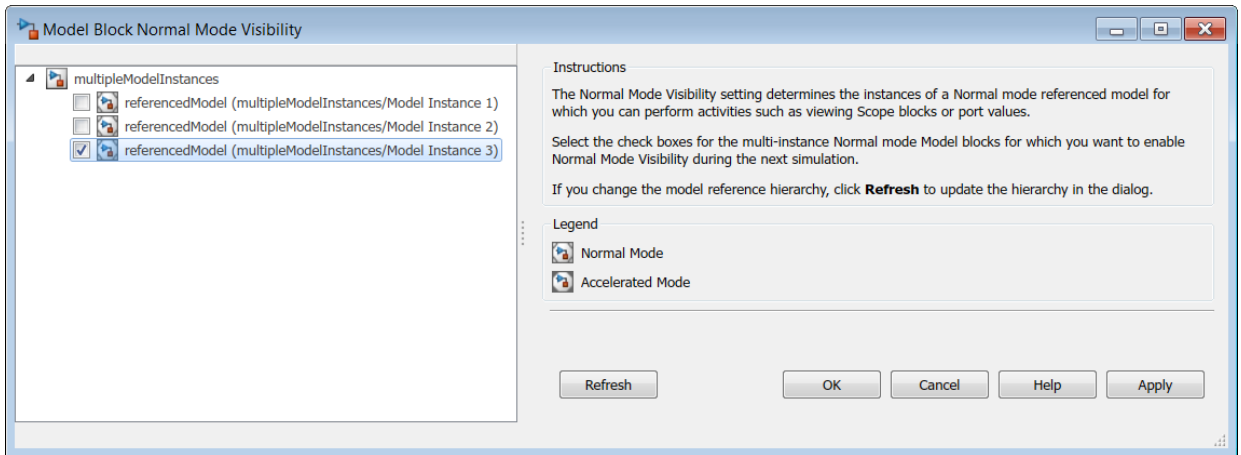 Model Block Normal Mode Visibility
multipleModelInstances
referencedModel (multipleModelInstances/Model Instance 1)
referencedModel (multipleModelInstances/Model Instance 2)
referencedModel (multipleModelInstances/Model Instance 3)
Instructions
The Normal Mode Visibility setting determines the instances of a Normal mode referenced model for
which you can perform activities such as viewing Scope blocks or port values.
Select the check boxes for the multi-instance Normal mode Model blocks for which you want to enable
Normal Mode Visibility during the next simulation.
If you change the model reference hierarchy, click Refresh to update the hierarchy in the dialog.
Legend
Normal Mode
Accelerated Mode
Refresh OK Cancel Help Apply